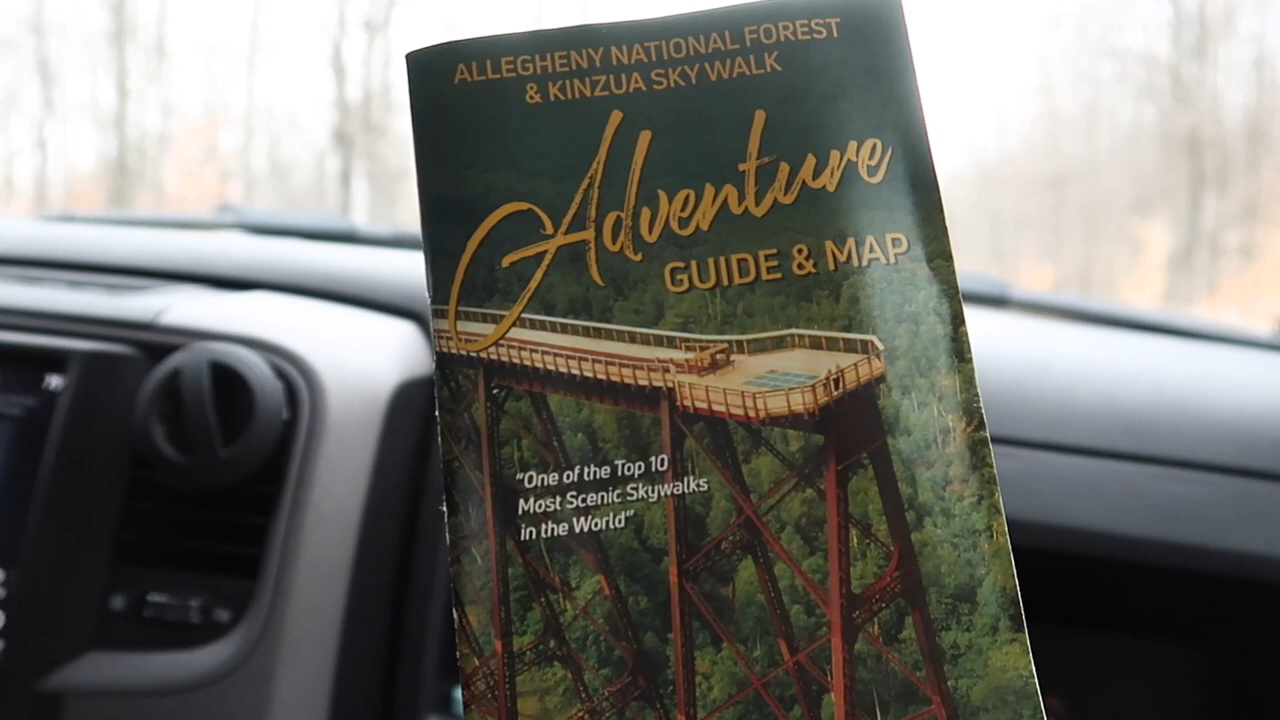 ALLEGHENY NATIONAL FOREST
& KINZUA SKY WALK
Adventure
GUIDE & MAP
"One of the Top 10
Most Scenic Skywalks
in the World"